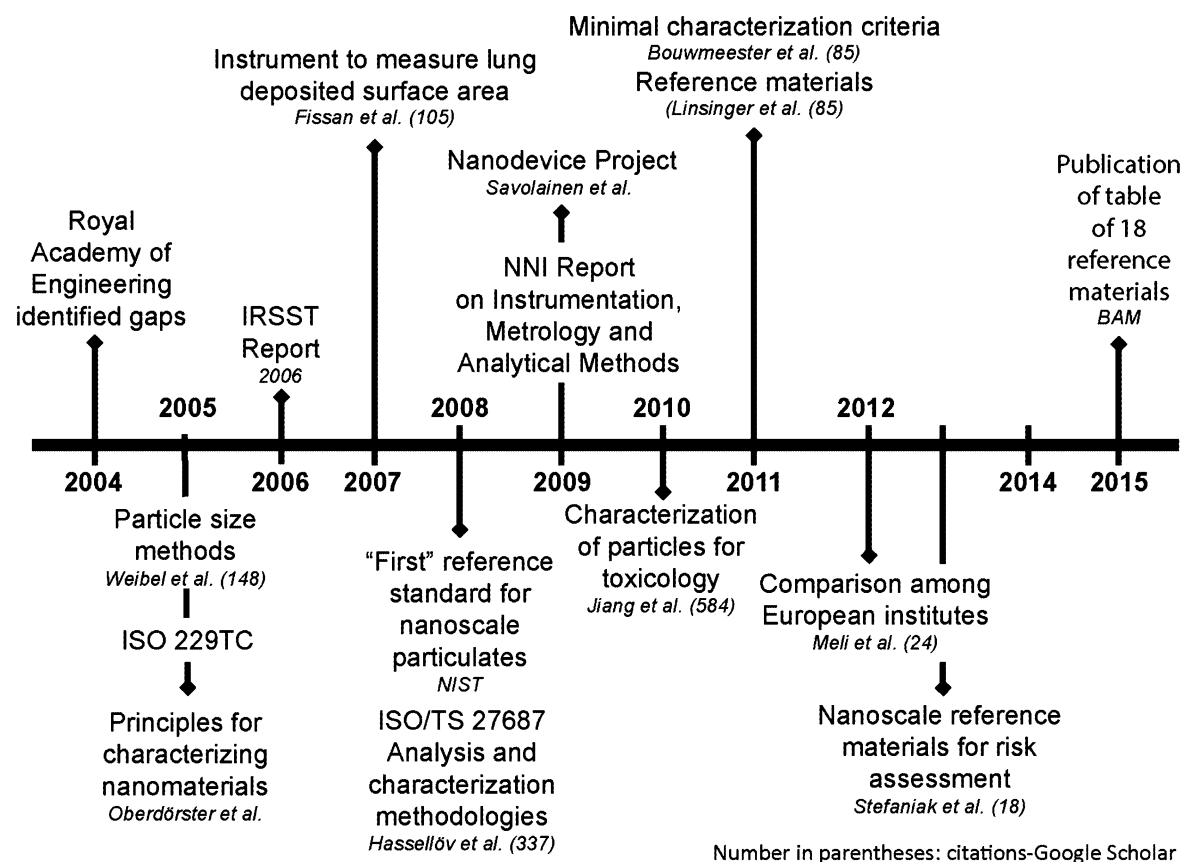 Minimal characterization criteria
Bouwmeester et al. (85)
Reference materials
(Linsinger et al. (85)
Instrument to measure lung
deposited surface area
Fissan et al. (105)
Nanodevice Project
Savolainen et al.
Publication
of table
of 18
reference
materials
BAM
Royal
Academy of
Engineering
identified gaps
IRSST
Report
2006
NNI Report
on Instrumentation,
Metrology and
Analytical Methods
2005
2008
2010
2012
2004
2006
2007
2009
2011
2014
2015
Particle size
methods
Weibel et al. (148)
ISO 229TC
Principles for
characterizing
nanomaterials
Oberdörster et al.
“First” reference
standard for
nanoscale
particulates
NIST
ISO/TS 27687
Analysis and
characterization
methodologies
Hassellöv et al. (337)
Characterization
of particles for
toxicology
Jiang et al. (584)
Comparison among
European institutes
Meli et al. (24)
Nanoscale reference
materials for risk
assessment
Stefaniak et al. (18)
Number in parentheses: citations-Google Scholar